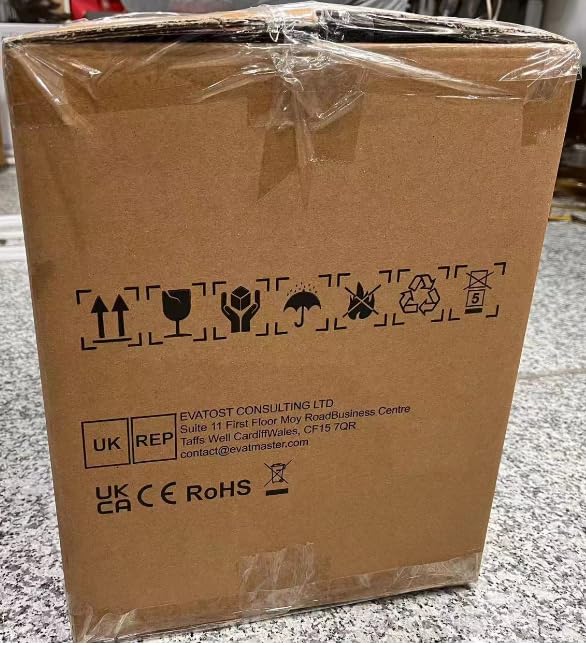 5
EVATOST CONSULTING LTD
UK REP Suite 11 First Floor Moy RoadBusiness Centre
Taffs Well CardiffWales, CF15 7QR
contact@evatmaster.com
UK
CA CE RoHS